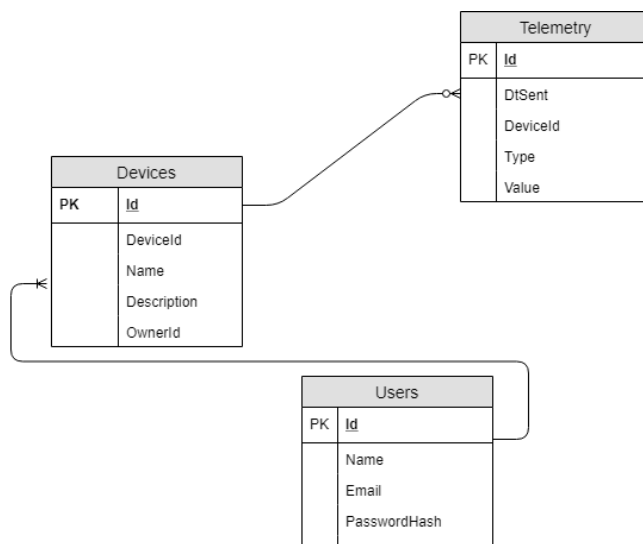 Telemetry
PK Id
DtSent
DeviceId
Type
Value
Devices
PK Id
DeviceId
Name
Description
OwnerId
Users
PK Id
Name
Email
PasswordHash